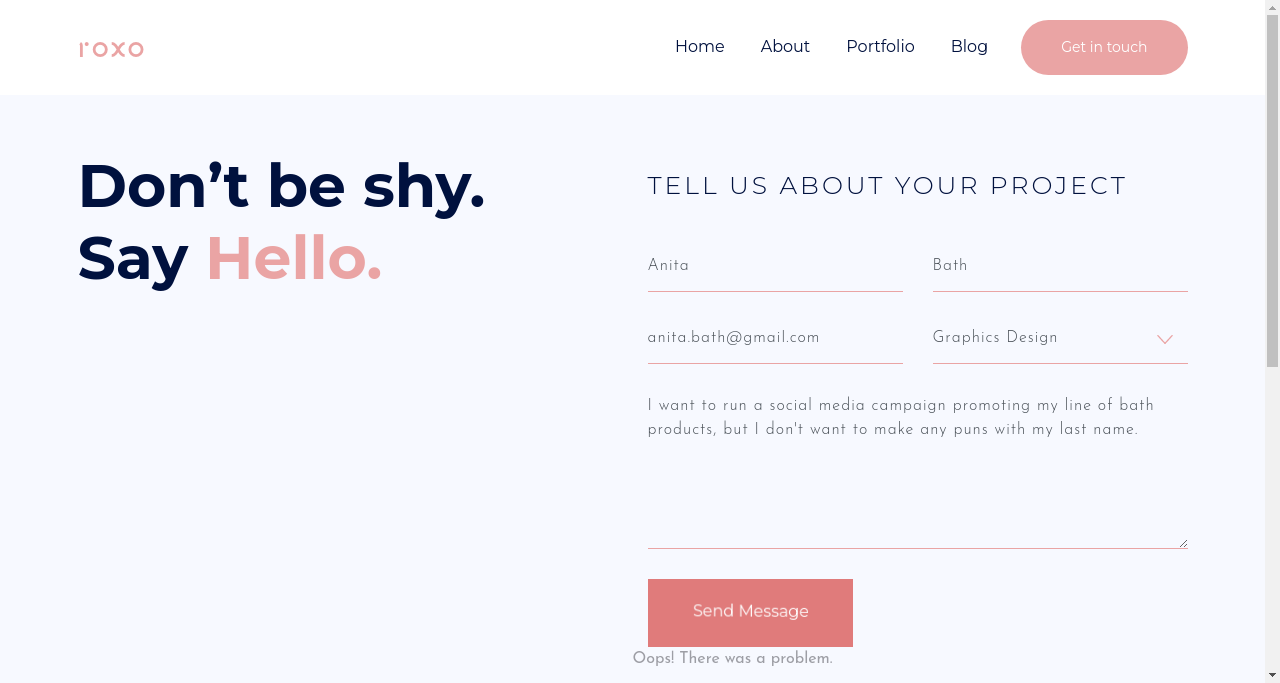 roxo
Home
About
Portfolio
Blog
Get in touch
Don’t be shy.
Say Hello.
TELL US ABOUT YOUR PROJECT
Anita
Bath
anita.bath@gmail.com
Graphics Design
I want to run a social media campaign promoting my line of bath
products, but I don't want to make any puns with my last name.
Send Message
Oops! There was a problem.